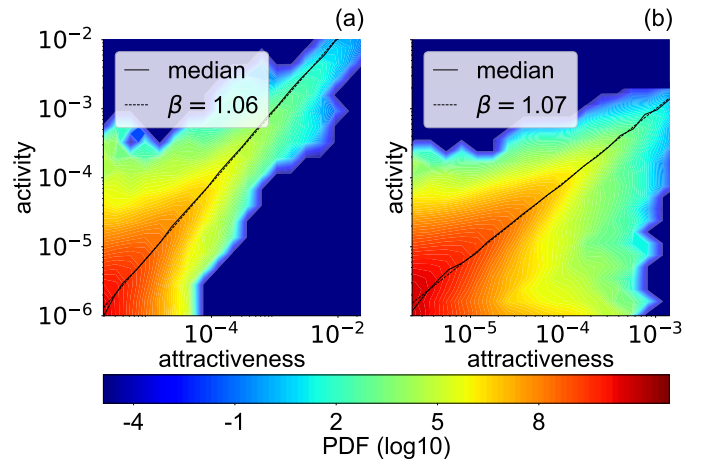 (a)
(b)
10⁻²
10⁻³
10⁻⁴
10⁻⁵
10⁻⁶
activity
median
β = 1.06
10⁻⁴
10⁻²
attractiveness
activity
median
β = 1.07
10⁻⁵
10⁻⁴
10⁻³
attractiveness
-4
-1
2
8
PDF (log10)